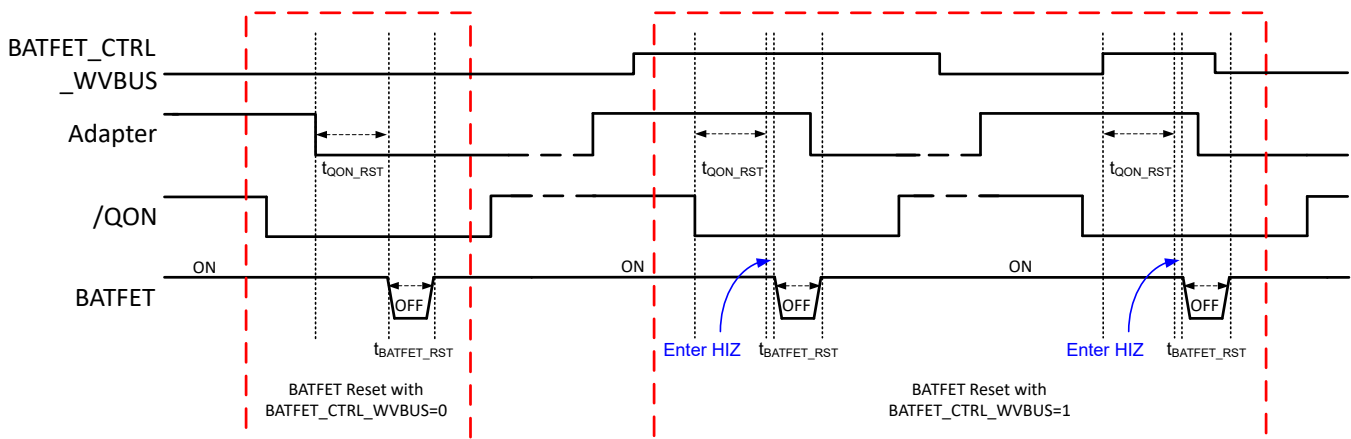 BATFET_CTRL
_WVBUS
Adapter
tQON_RST tQON_RST tQON_RST
/QON
ON ON ON
BATFET
OFF OFF OFF
tBATFET_RST Enter HIZ tBATFET_RST Enter HIZ tBATFET_RST
BATFET Reset with
BATFET_CTRL_WVBUS=0
BATFET Reset with
BATFET_CTRL_WVBUS=1